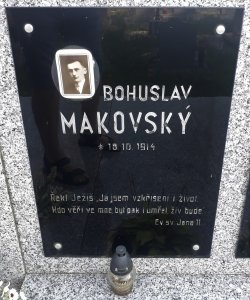 BOHUSLAV
MAKOVSKÝ
* 18.10.1914
Řekl Ježíš „Já jsem vzkříšení i život.
Kdo věří ve mne byť pak i umřel živ bude
Ev. sv. Jana 11